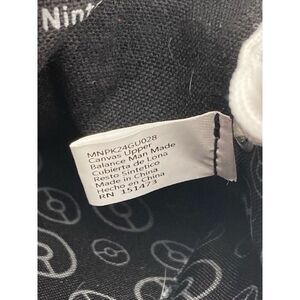 Nint
MNPK24GU028
Canvas Upper
Balance Man Made
Cubierta de Lona
Resto Sintetico
Made in China
Hecho en China
RN 151473